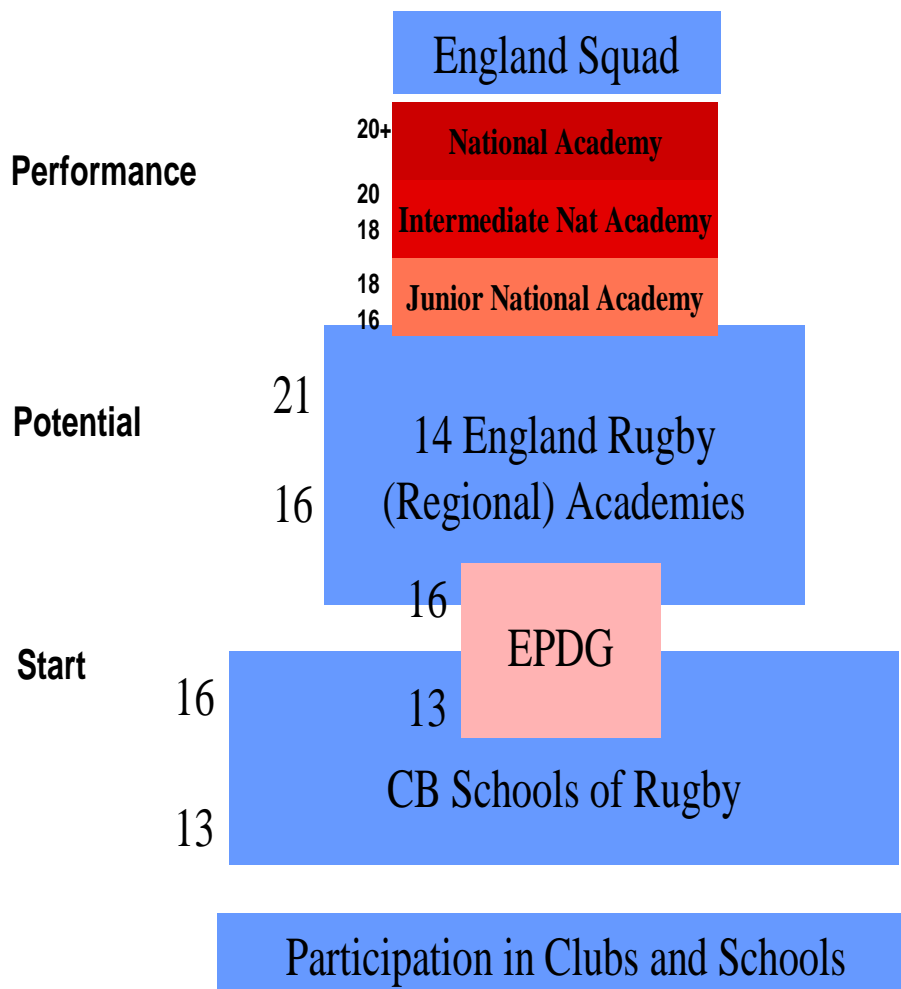 England Squad
20+
National Academy
Performance
20
18
Intermediate Nat Academy
18
16
Junior National Academy
21
Potential
14 England Rugby
(Regional) Academies
16
16
EPDG
Start
16
13
CB Schools of Rugby
13
Participation in Clubs and Schools